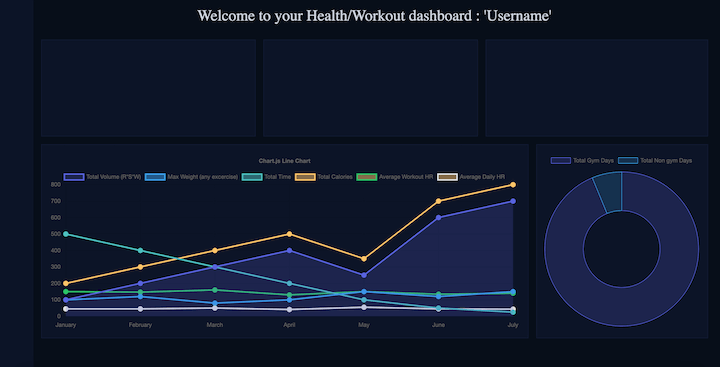 Welcome to your Health/Workout dashboard : 'Username'
Chart.js Line Chart
Total Volume (R*S*W) Max Weight (any excercise) Total Time Total Calories Average Workout HR Average Daily HR
800
700
600
500
400
300
200
100
0
January February March April May June July
Total Gym Days Total Non gym Days